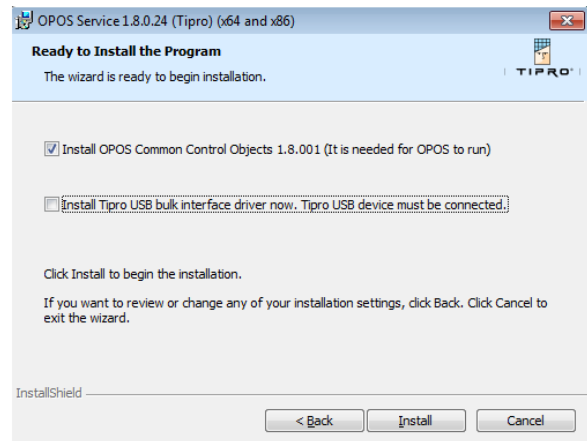 OPOS Service 1.8.0.24 (Tipro) (x64 and x86)
Ready to Install the Program
The wizard is ready to begin installation.
TIPRO
Install OPOS Common Control Objects 1.8.001 (It is needed for OPOS to run)
Install Tipro USB bulk interface driver now. Tipro USB device must be connected.
Click Install to begin the installation.
If you want to review or change any of your installation settings, click Back. Click Cancel to
exit the wizard.
InstallShield
< Back Install Cancel